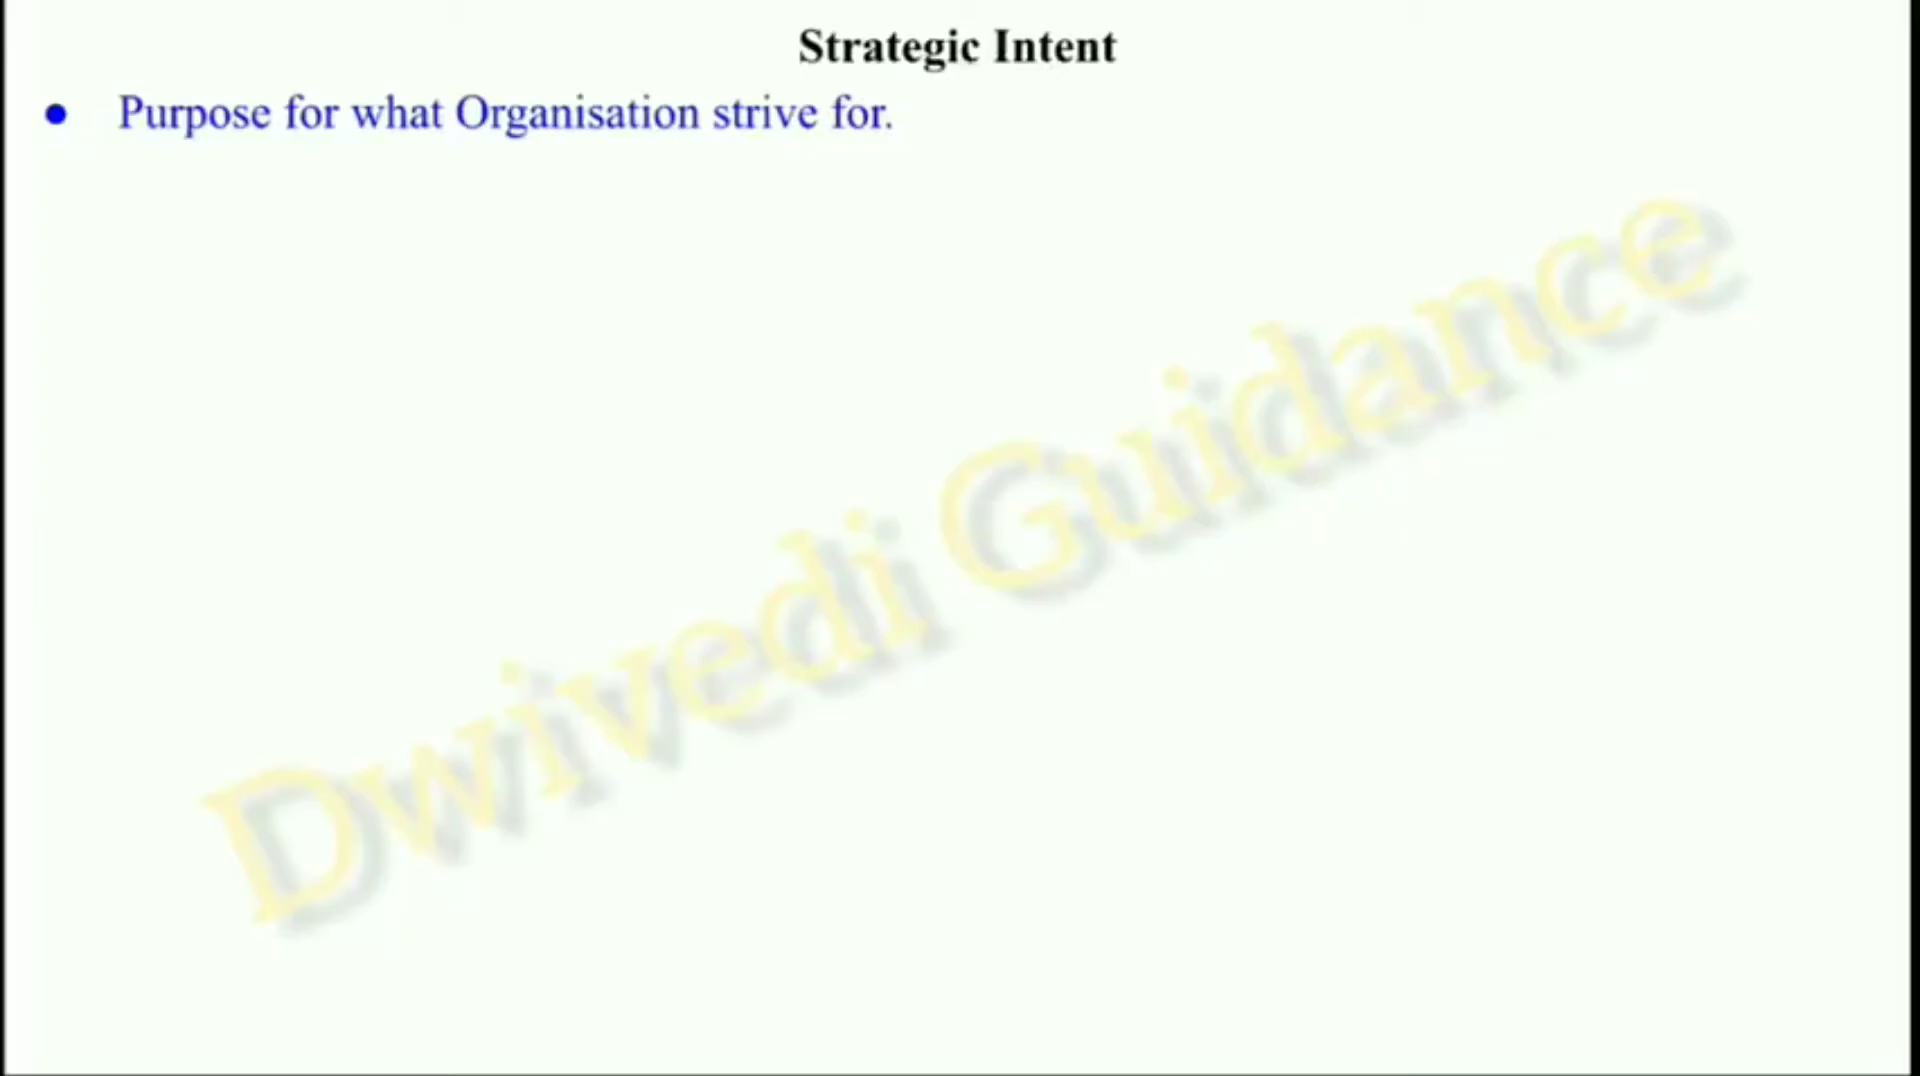 Strategic Intent
● Purpose for what Organisation strive for.
Dwivedi Guidance